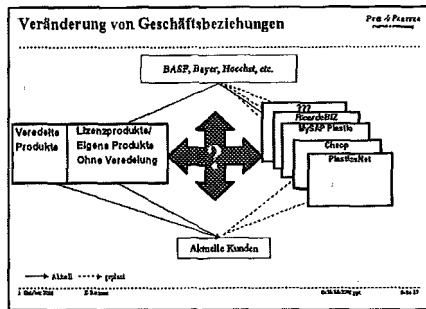 Veränderung von Geschäftsbeziehungen
BASF, Bayer, Hoechst, etc.
Veredelte
Produkte
Lizenzprodukte/
Eigene Produkte
Ohne Veredelung
?
???
RicardoBIZ
MySAP Plastic
Cheop
PlasticsNet
Aktuelle Kunden
Aktuell
geplant